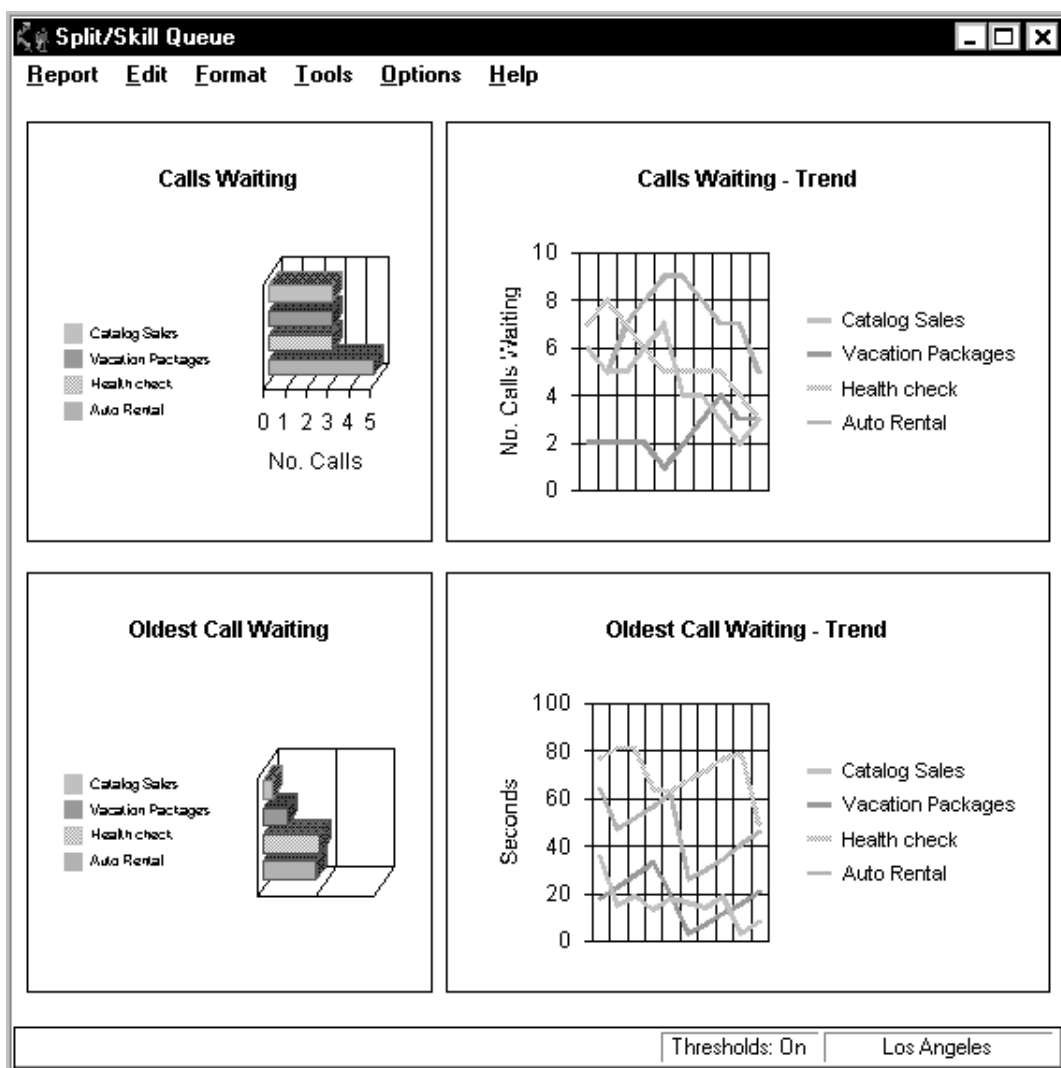 Split/Skill Queue
Report Edit Format Tools Options Help
Calls Waiting
Catalog Sales
Vacation Packages
Health check
Auto Rental
0 1 2 3 4 5
No. Calls
Calls Waiting - Trend
No. Calls Waiting
10
8
6
4
2
0
Catalog Sales
Vacation Packages
Health check
Auto Rental
Oldest Call Waiting
Catalog Sales
Vacation Packages
Health check
Auto Rental
Oldest Call Waiting - Trend
Seconds
100
80
60
40
20
0
Catalog Sales
Vacation Packages
Health check
Auto Rental
Thresholds: On
Los Angeles